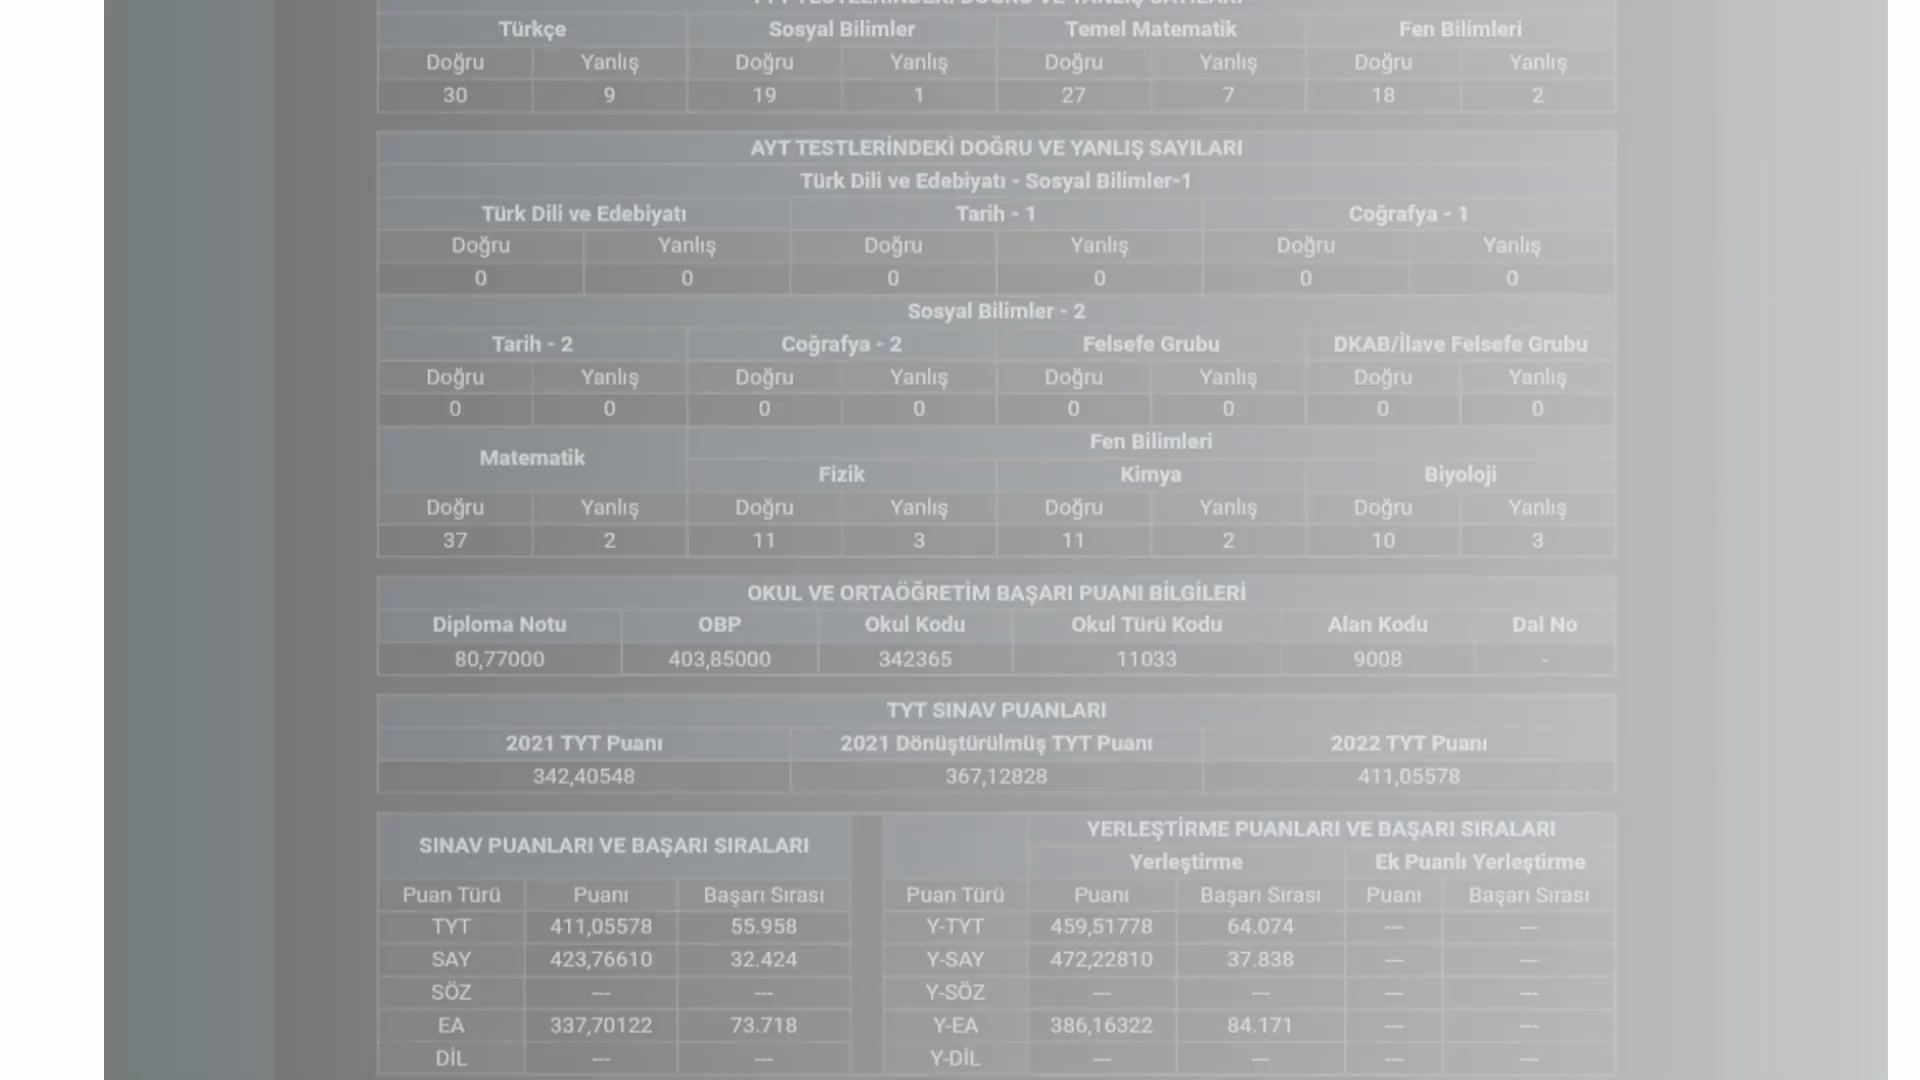 Türkçe Sosyal Bilimler Temel Matematik Fen Bilimleri
Doğru Yanlış Doğru Yanlış Doğru Yanlış Doğru Yanlış
30 9 19 1 27 7 18 2
AYT TESTLERİNDEKİ DOĞRU VE YANLIŞ SAYILARI
Türk Dili ve Edebiyatı - Sosyal Bilimler-1
Türk Dili ve Edebiyatı Tarih - 1 Coğrafya - 1
Doğru Yanlış Doğru Yanlış Doğru Yanlış
0 0 0 0 0 0
Sosyal Bilimler - 2
Tarih - 2 Coğrafya - 2 Felsefe Grubu DKAB/İlave Felsefe Grubu
Doğru Yanlış Doğru Yanlış Doğru Yanlış Doğru Yanlış
0 0 0 0 0 0 0 0
Matematik Fen Bilimleri
Fizik Kimya Biyoloji
Doğru Yanlış Doğru Yanlış Doğru Yanlış Doğru Yanlış
37 2 11 3 11 2 10 3
OKUL VE ORTAÖĞRETİM BAŞARI PUANI BİLGİLERİ
Diploma Notu OBP Okul Kodu Okul Türü Kodu Alan Kodu Dal No
80,77000 403,85000 342365 11033 9008 -
TYT SINAV PUANLARI
2021 TYT Puanı 2021 Dönüştürülmüş TYT Puanı 2022 TYT Puanı
342,40548 367,12828 411,05578
SINAV PUANLARI VE BAŞARI SIRALARI YERLEŞTİRME PUANLARI VE BAŞARI SIRALARI
Yerleştirme Ek Puanlı Yerleştirme
Puan Türü Puanı Başarı Sırası Puan Türü Puanı Başarı Sırası Puanı Başarı Sırası
TYT 411,05578 55.958 Y-TYT 459,51778 64.074 --- ---
SAY 423,76610 32.424 Y-SAY 472,22810 37.838 --- ---
SÖZ --- --- Y-SÖZ --- --- --- ---
EA 337,70122 73.718 Y-EA 386,16322 84.171 --- ---
DİL --- --- Y-DİL --- --- --- ---